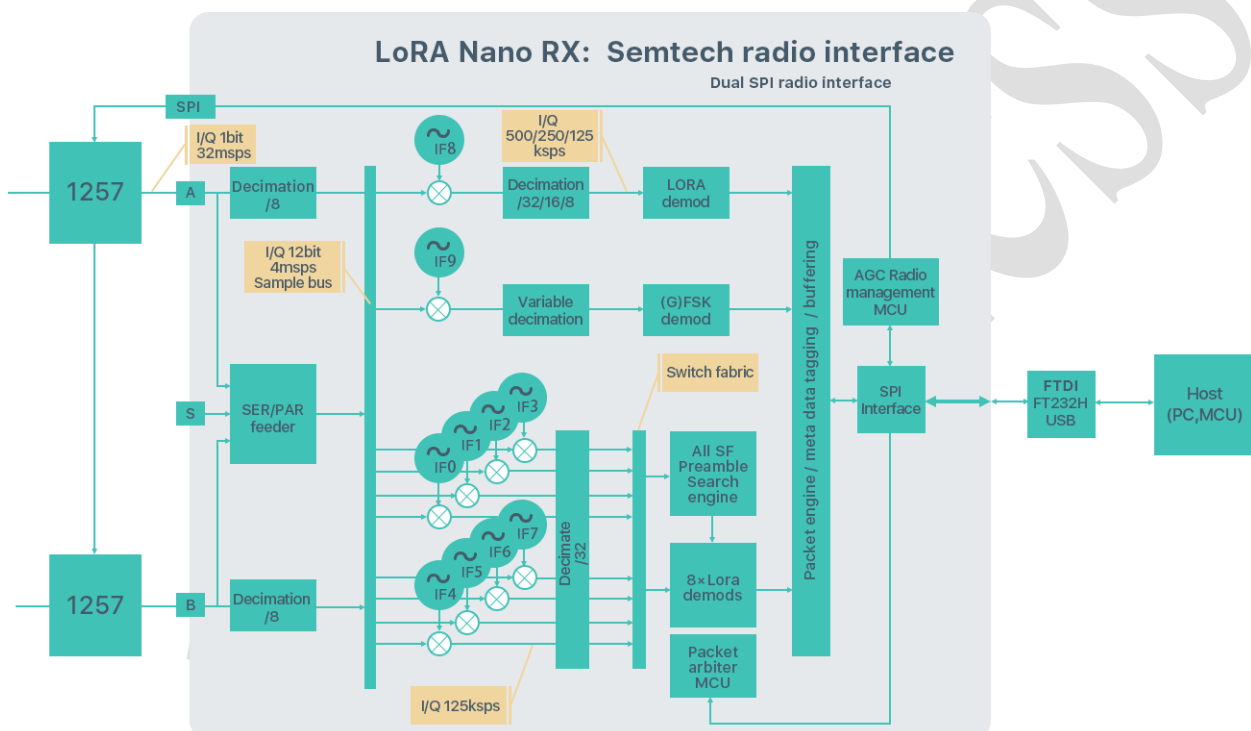 LoRA Nano RX: Semtech radio interface
Dual SPI radio interface
SPI
I/Q 1bit
32msps
1257
A
Decimation
/8
IF8
I/Q
500/250/125
ksps
Decimation
/32/16/8
LORA
demod
I/Q 12bit
4msps
Sample bus
IF9
Variable
decimation
(G)FSK
demod
Packet engine / meta data tagging / buffering
AGC Radio
management
MCU
SER/PAR
feeder
S
IF3
IF2
IF1
IF0
Switch fabric
SPI
Interface
FTDI
FT232H
USB
Host
(PC,MCU)
All SF
Preamble
Search
engine
IF7
IF6
IF5
IF4
Decimate
/32
8×Lora
demods
1257
B
Decimation
/8
Packet
arbiter
MCU
I/Q 125ksps